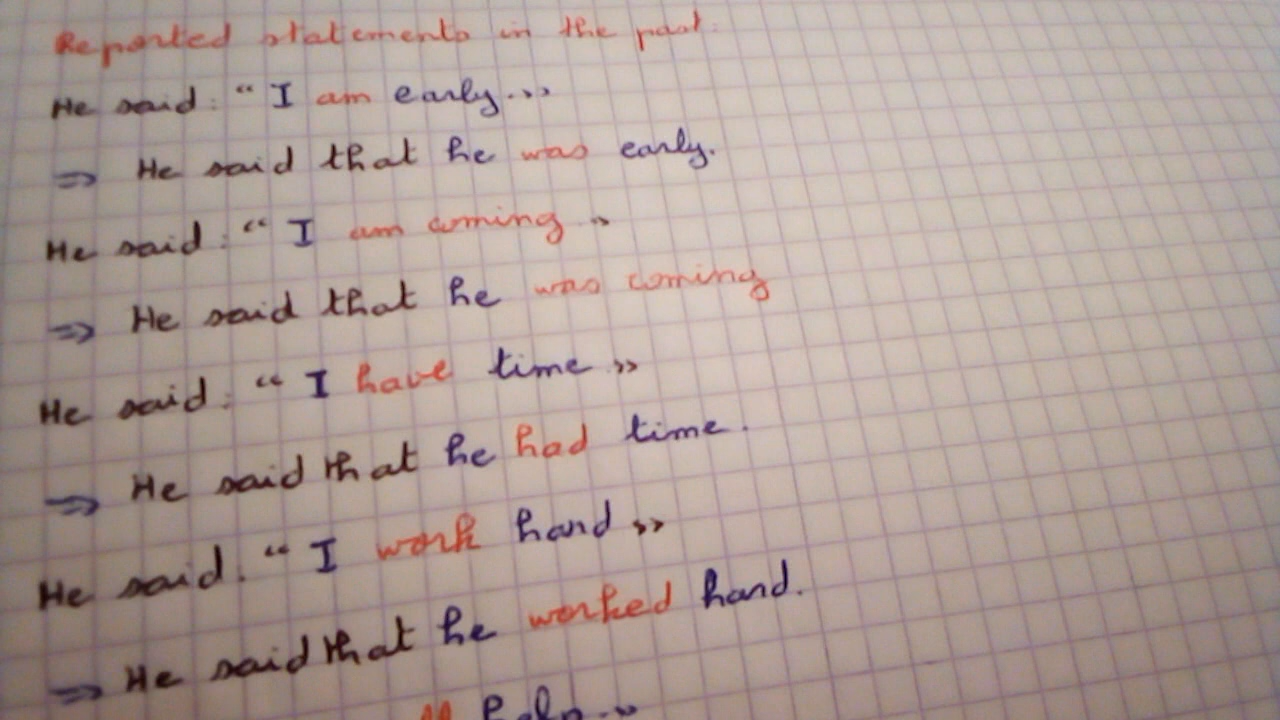 Reported statements in the past:
He said: “I am early.»
⇒ He said that he was early.
He said: “I am coming »
⇒ He said that he was coming
He said: “I have time »
⇒ He said that he had time.
He said: “I work hard »
⇒ He said that he worked hard.
help.»